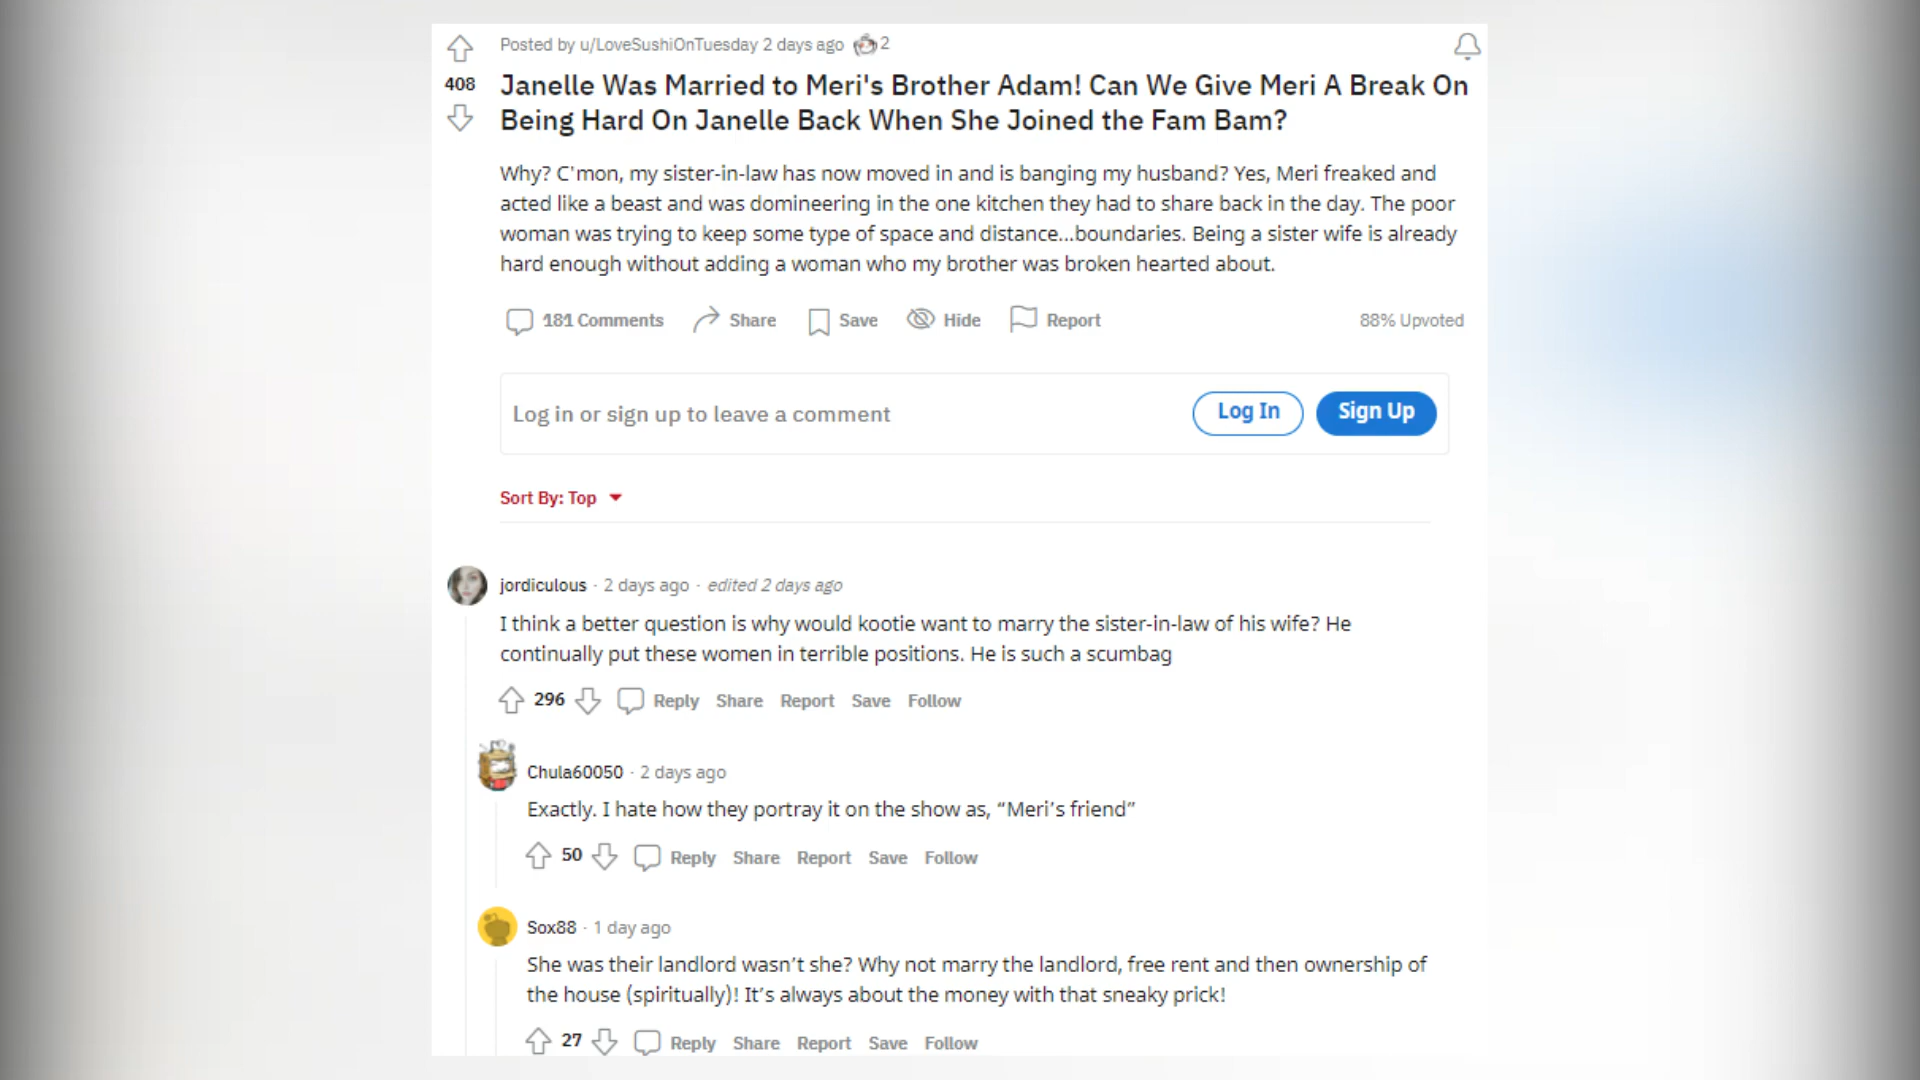 Posted by u/LoveSushiOnTuesday 2 days ago 2
408
Janelle Was Married to Meri's Brother Adam! Can We Give Meri A Break On
Being Hard On Janelle Back When She Joined the Fam Bam?
Why? C'mon, my sister-in-law has now moved in and is banging my husband? Yes, Meri freaked and
acted like a beast and was domineering in the one kitchen they had to share back in the day. The poor
woman was trying to keep some type of space and distance...boundaries. Being a sister wife is already
hard enough without adding a woman who my brother was broken hearted about.
181 Comments Share Save Hide Report 88% Upvoted
Log in or sign up to leave a comment Log In Sign Up
Sort By: Top
jordiculous · 2 days ago · edited 2 days ago
I think a better question is why would kootie want to marry the sister-in-law of his wife? He
continually put these women in terrible positions. He is such a scumbag
296 Reply Share Report Save Follow
Chula60050 · 2 days ago
Exactly. I hate how they portray it on the show as, “Meri’s friend”
50 Reply Share Report Save Follow
Sox88 · 1 day ago
She was their landlord wasn’t she? Why not marry the landlord, free rent and then ownership of
the house (spiritually)! It’s always about the money with that sneaky prick!
27 Reply Share Report Save Follow